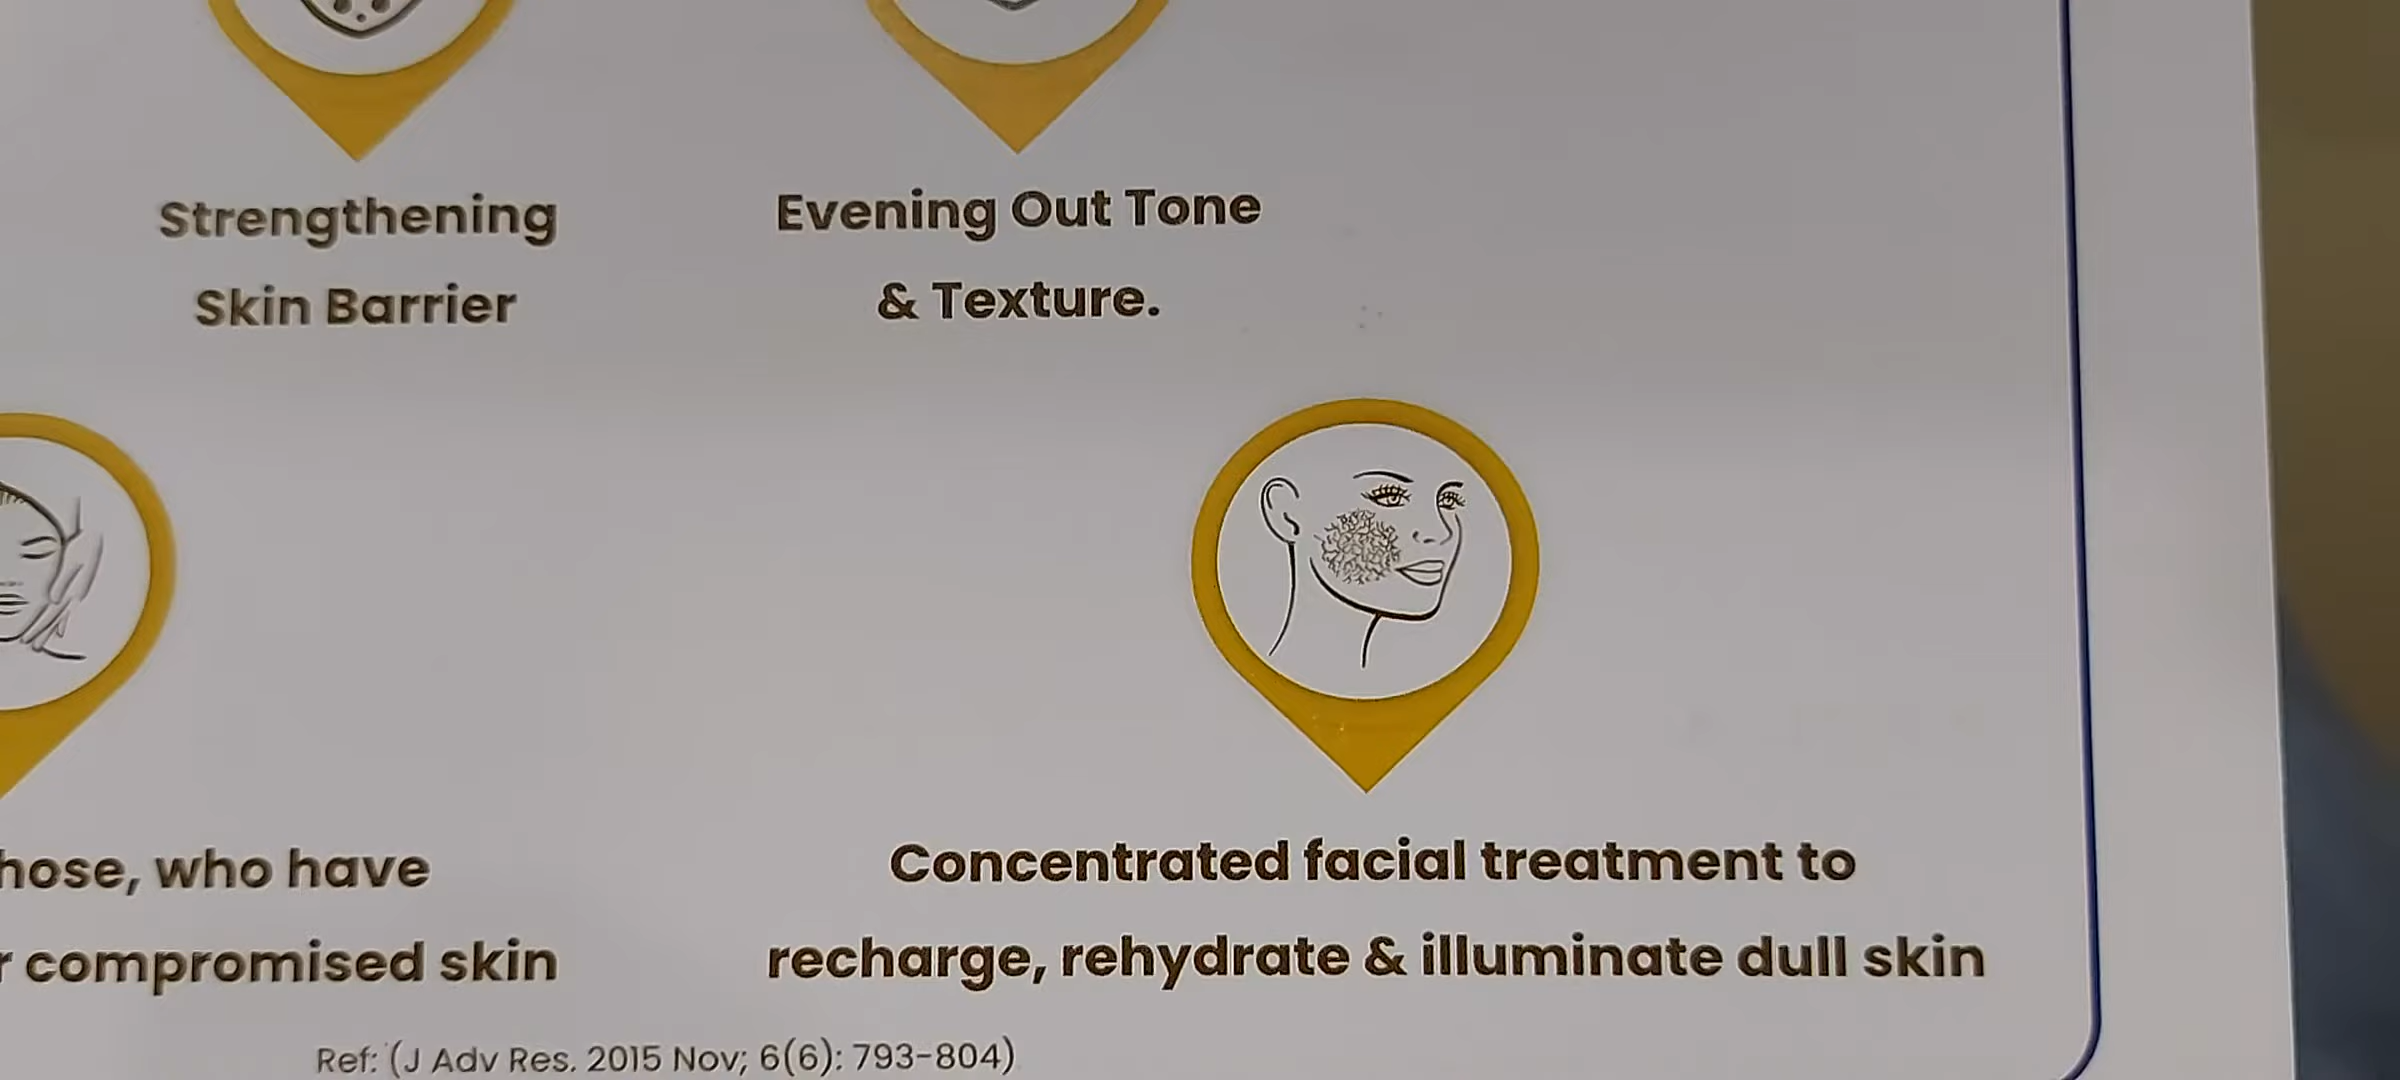 Strengthening
Skin Barrier
Evening Out Tone
& Texture.
who have
compromised skin
Concentrated facial treatment to
recharge, rehydrate & illuminate dull skin
Ref: (J Adv Res. 2015 Nov; 6(6): 793-804)